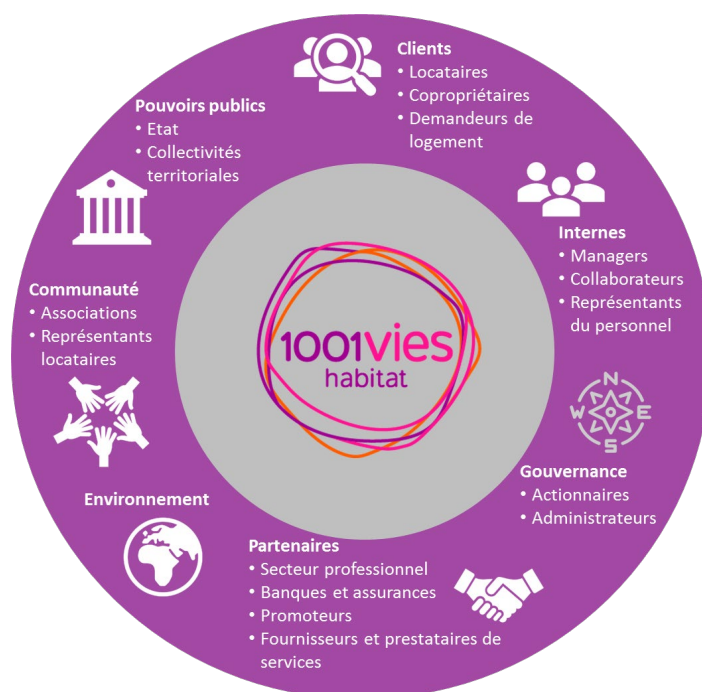 Clients
• Locataires
• Copropriétaires
• Demandeurs de
logement
Internes
• Managers
• Collaborateurs
• Représentants
du personnel
N
W E
S
Gouvernance
• Actionnaires
• Administrateurs
Partenaires
• Secteur professionnel
• Banques et assurances
• Promoteurs
• Fournisseurs et prestataires de
services
Environnement
Communauté
• Associations
• Représentants
locataires
Pouvoirs publics
• Etat
• Collectivités
territoriales
1001vies
habitat